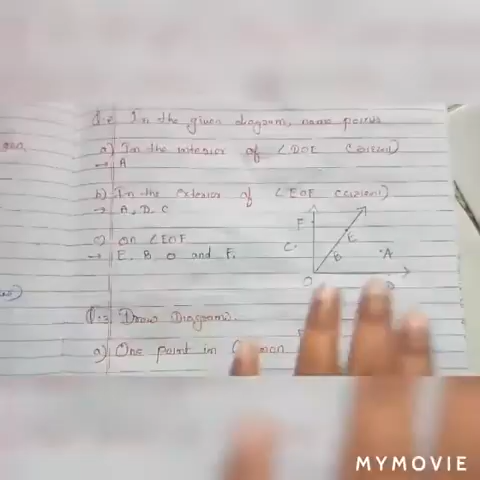 Q.2 In the given diagram, name points
a) In the interior of ∠DOE
→ A
b) In the exterior of ∠EOF
→ A, D, C
c) on ∠EOF
→ E, B, O and F.
F
E
C.
B
.A
O
D
Q.3 Draw Diagrams.
a) One point in
MYMOVIE